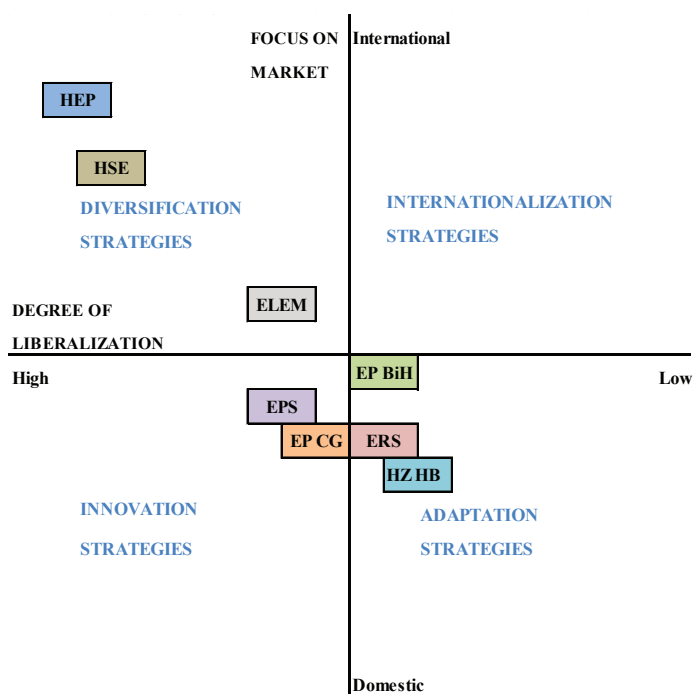 FOCUS ON
MARKET
International
HEP
HSE
DIVERSIFICATION
STRATEGIES
INTERNATIONALIZATION
STRATEGIES
ELEM
DEGREE OF
LIBERALIZATION
High
EP BiH
Low
EPS
EP CG
ERS
HZ HB
INNOVATION
STRATEGIES
ADAPTATION
STRATEGIES
Domestic